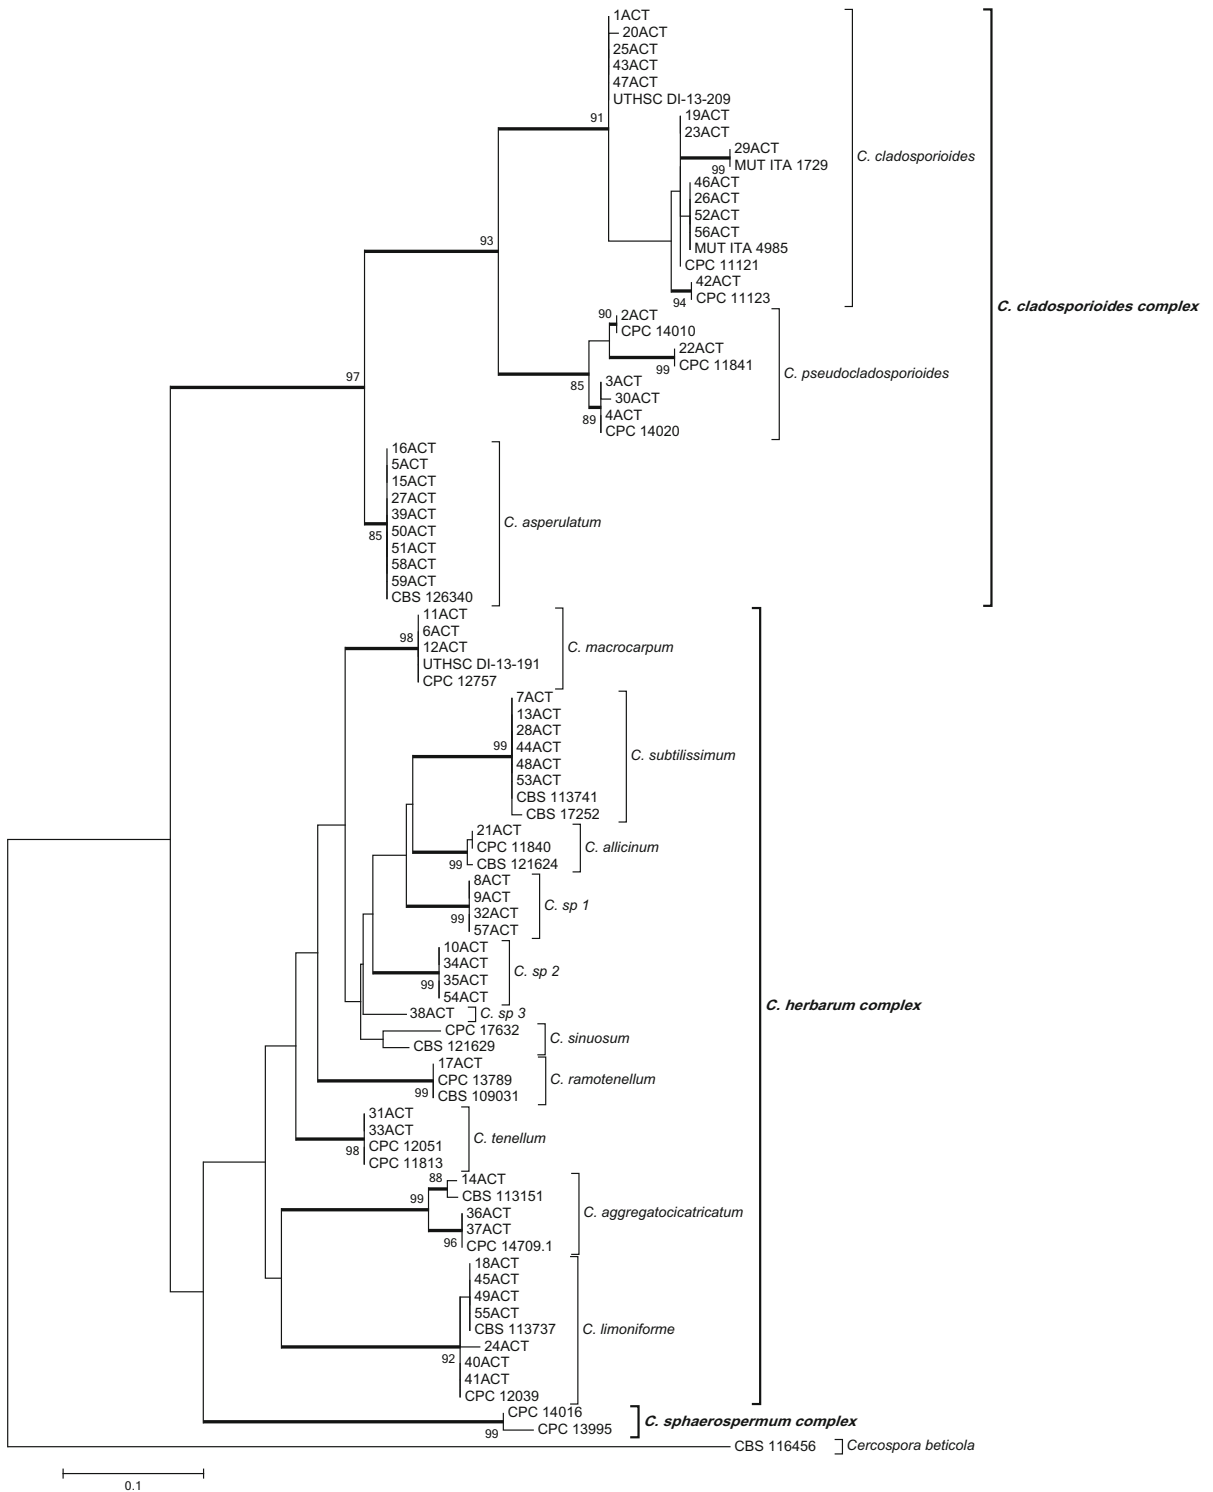 1ACT
20ACT
25ACT
43ACT
47ACT
UTHSC DI-13-209
91
19ACT
23ACT
29ACT
C. cladosporioides
MUT ITA 1729
99
46ACT
26ACT
52ACT
56ACT
93
MUT ITA 4985
CPC 11121
42ACT
CPC 11123
94
C. cladosporioides complex
90
2ACT
CPC 14010
22ACT
99
CPC 11841
C. pseudocladosporioides
97
85
3ACT
30ACT
89
4ACT
CPC 14020
16ACT
5ACT
15ACT
27ACT
39ACT
C. asperulatum
85
50ACT
51ACT
58ACT
59ACT
CBS 126340
11ACT
6ACT
98
12ACT
C. macrocarpum
UTHSC DI-13-191
CPC 12757
7ACT
13ACT
28ACT
99
44ACT
C. subtilissimum
48ACT
53ACT
CBS 113741
CBS 17252
21ACT
CPC 11840
C. allicinum
99
CBS 121624
8ACT
9ACT
C. sp 1
99
32ACT
57ACT
10ACT
34ACT
C. sp 2
99
35ACT
54ACT
C. herbarum complex
38ACT
C. sp 3
CPC 17632
C. sinuosum
CBS 121629
17ACT
CPC 13789
C. ramotenellum
99
CBS 109031
31ACT
33ACT
C. tenellum
98
CPC 12051
CPC 11813
88
14ACT
99
CBS 113151
36ACT
C. aggregatocicatricatum
37ACT
96
CPC 14709.1
18ACT
45ACT
49ACT
55ACT
CBS 113737
C. limoniforme
24ACT
92
40ACT
41ACT
CPC 12039
CPC 14016
C. sphaerospermum complex
99
CPC 13995
CBS 116456
Cercospora beticola
0.1